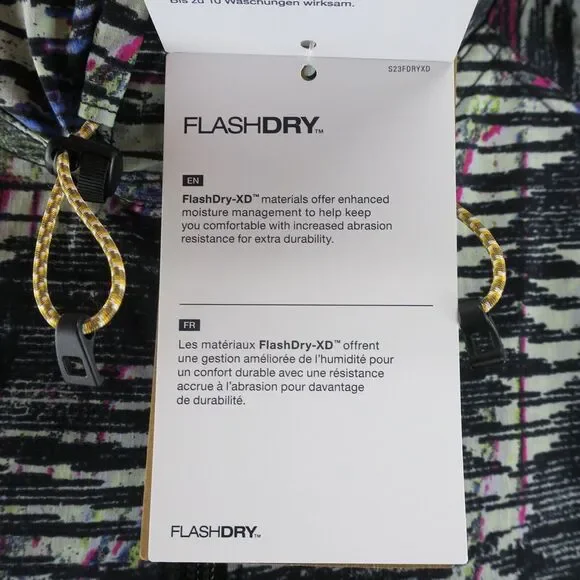 Bis zu 10 Waschungen wirksam.
S23FDRYXD
FLASHDRY™
EN
FlashDry-XD™ materials offer enhanced
moisture management to help keep
you comfortable with increased abrasion
resistance for extra durability.
FR
Les matériaux FlashDry-XD™ offrent
une gestion améliorée de l'humidité pour
un confort durable avec une résistance
accrue à l'abrasion pour davantage
de durabilité.
FLASHDRY™